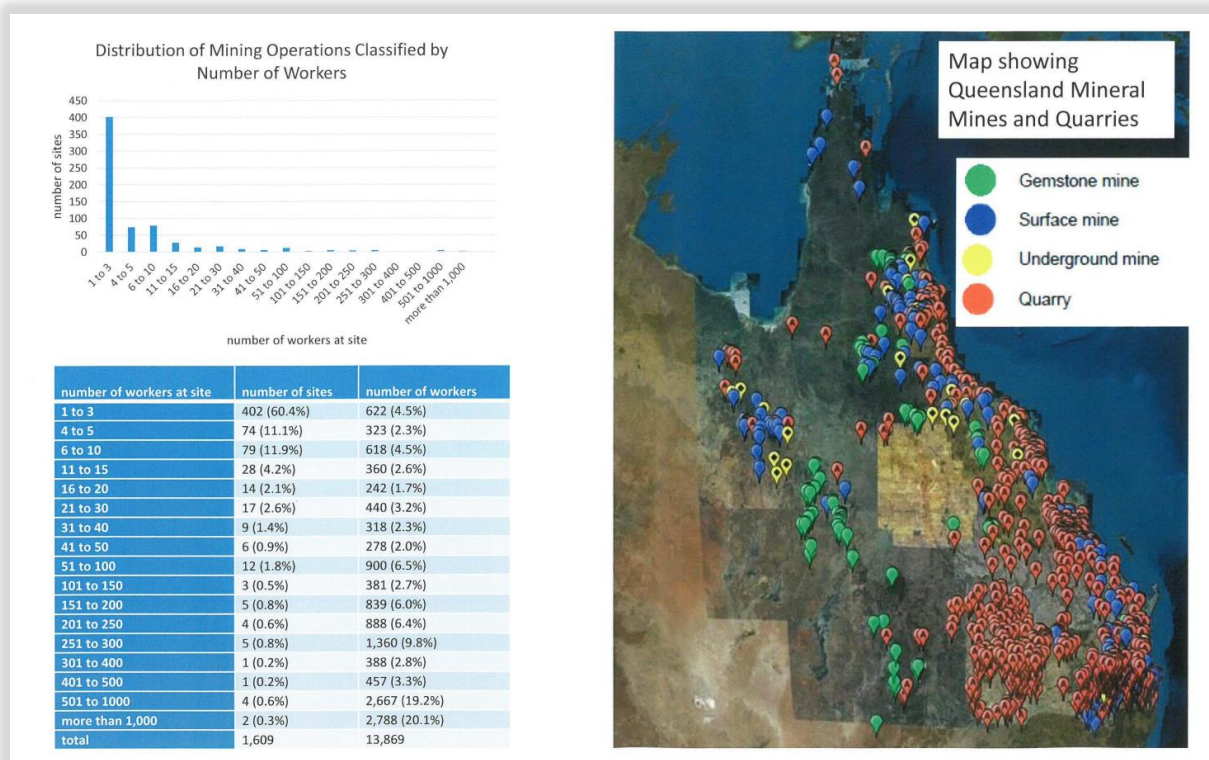 Distribution of Mining Operations Classified by
Number of Workers
450
400
350
300
250
200
150
100
50
0
number of sites
1 to 3
4 to 5
6 to 10
11 to 15
16 to 20
21 to 30
31 to 40
41 to 50
51 to 100
101 to 150
151 to 200
201 to 250
251 to 300
301 to 400
401 to 500
501 to 1000
more than 1,000
number of workers at site
number of workers at site number of sites number of workers
1 to 3 402 (60.4%) 622 (4.5%)
4 to 5 74 (11.1%) 323 (2.3%)
6 to 10 79 (11.9%) 618 (4.5%)
11 to 15 28 (4.2%) 360 (2.6%)
16 to 20 14 (2.1%) 242 (1.7%)
21 to 30 17 (2.6%) 440 (3.2%)
31 to 40 9 (1.4%) 318 (2.3%)
41 to 50 6 (0.9%) 278 (2.0%)
51 to 100 12 (1.8%) 900 (6.5%)
101 to 150 3 (0.5%) 381 (2.7%)
151 to 200 5 (0.8%) 839 (6.0%)
201 to 250 4 (0.6%) 888 (6.4%)
251 to 300 5 (0.8%) 1,360 (9.8%)
301 to 400 1 (0.2%) 388 (2.8%)
401 to 500 1 (0.2%) 457 (3.3%)
501 to 1000 4 (0.6%) 2,667 (19.2%)
more than 1,000 2 (0.3%) 2,788 (20.1%)
total 1,609 13,869
Map showing
Queensland Mineral
Mines and Quarries
Gemstone mine
Surface mine
Underground mine
Quarry